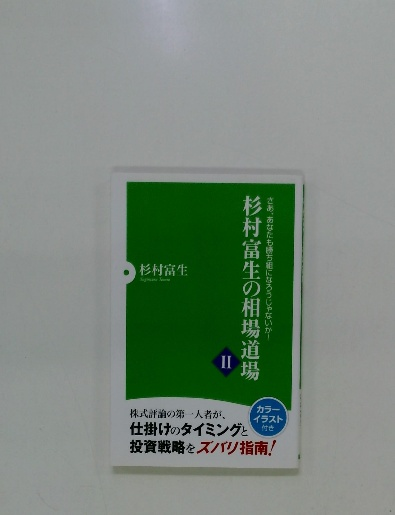 さあ、あなたも勝ち組になろうじゃないか!
杉村富生の相場道場
II
杉村富生
Sugimura Tomio
株式評論の第一人者が、
仕掛けのタイミングと
投資戦略をズバリ指南!
カラー
イラスト
付き